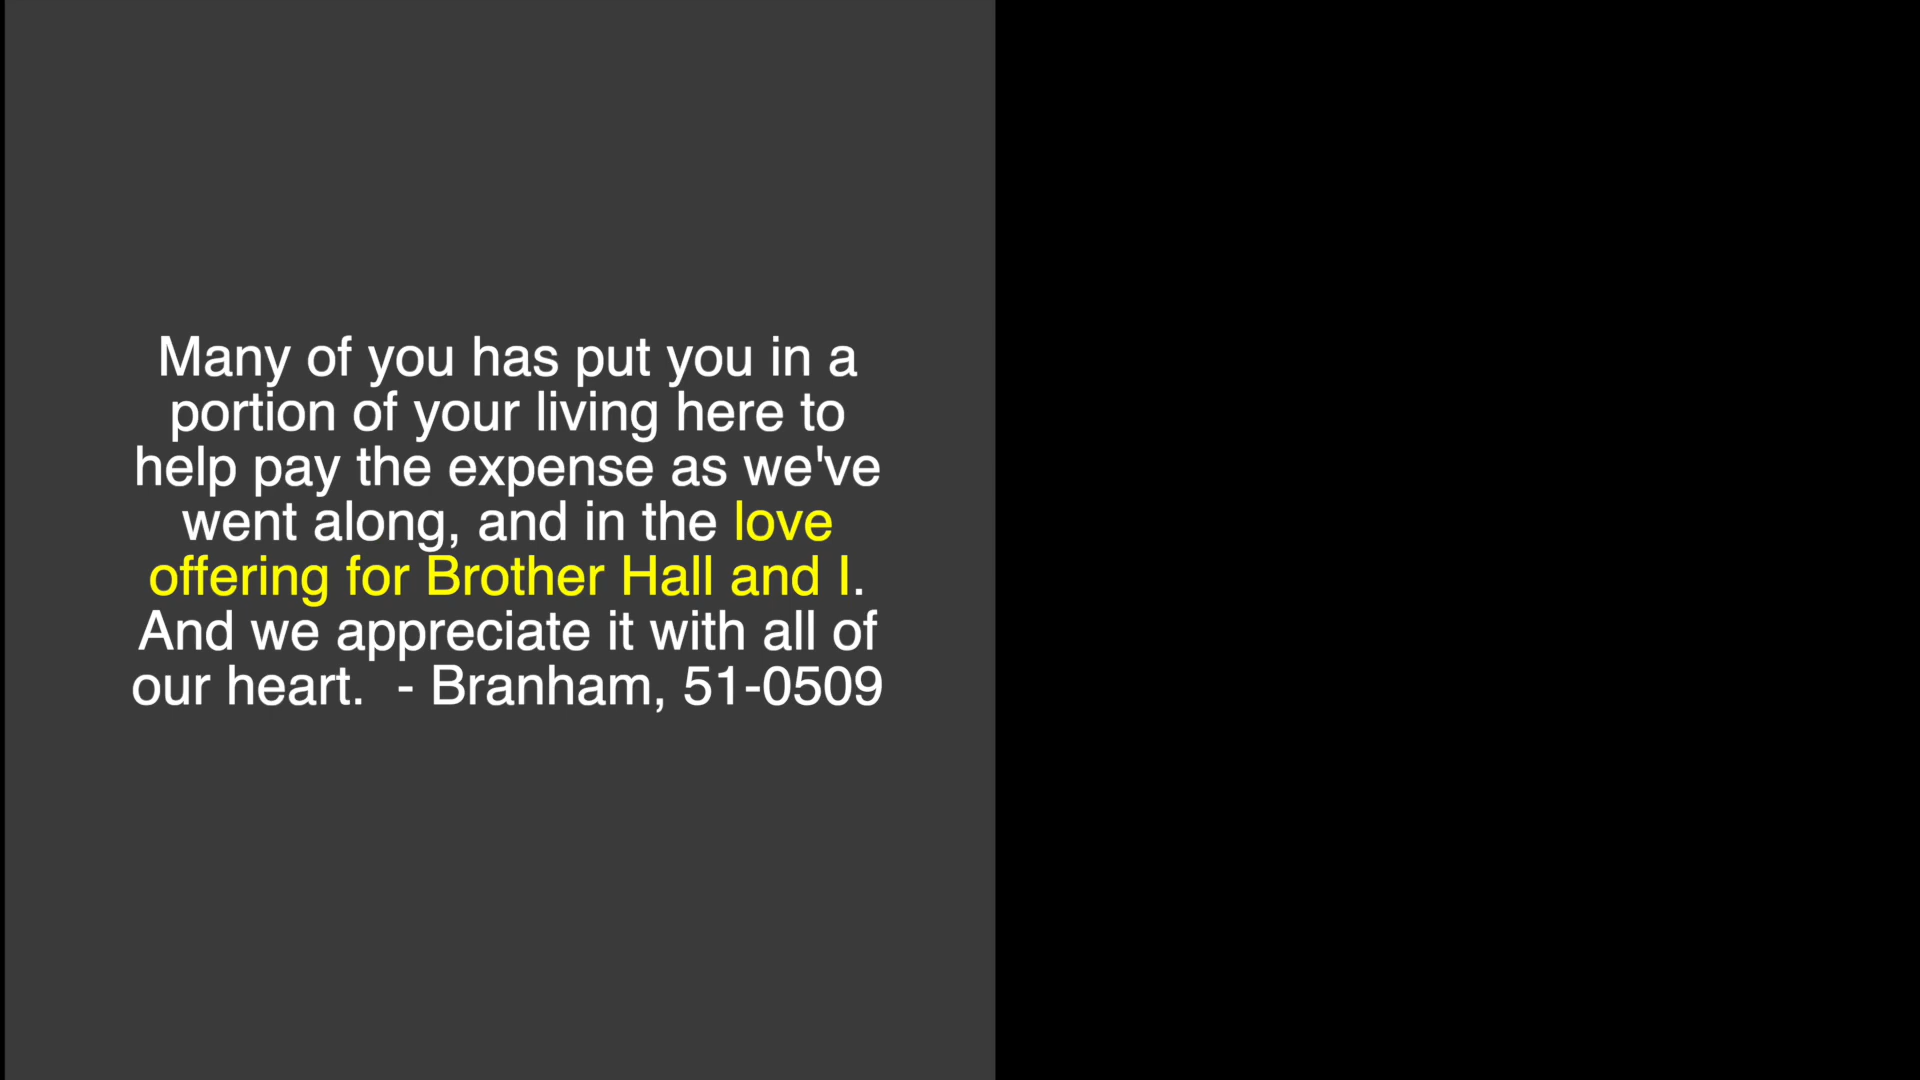 Many of you has put you in a
portion of your living here to
help pay the expense as we've
went along, and in the love
offering for Brother Hall and I.
And we appreciate it with all of
our heart.  - Branham, 51-0509